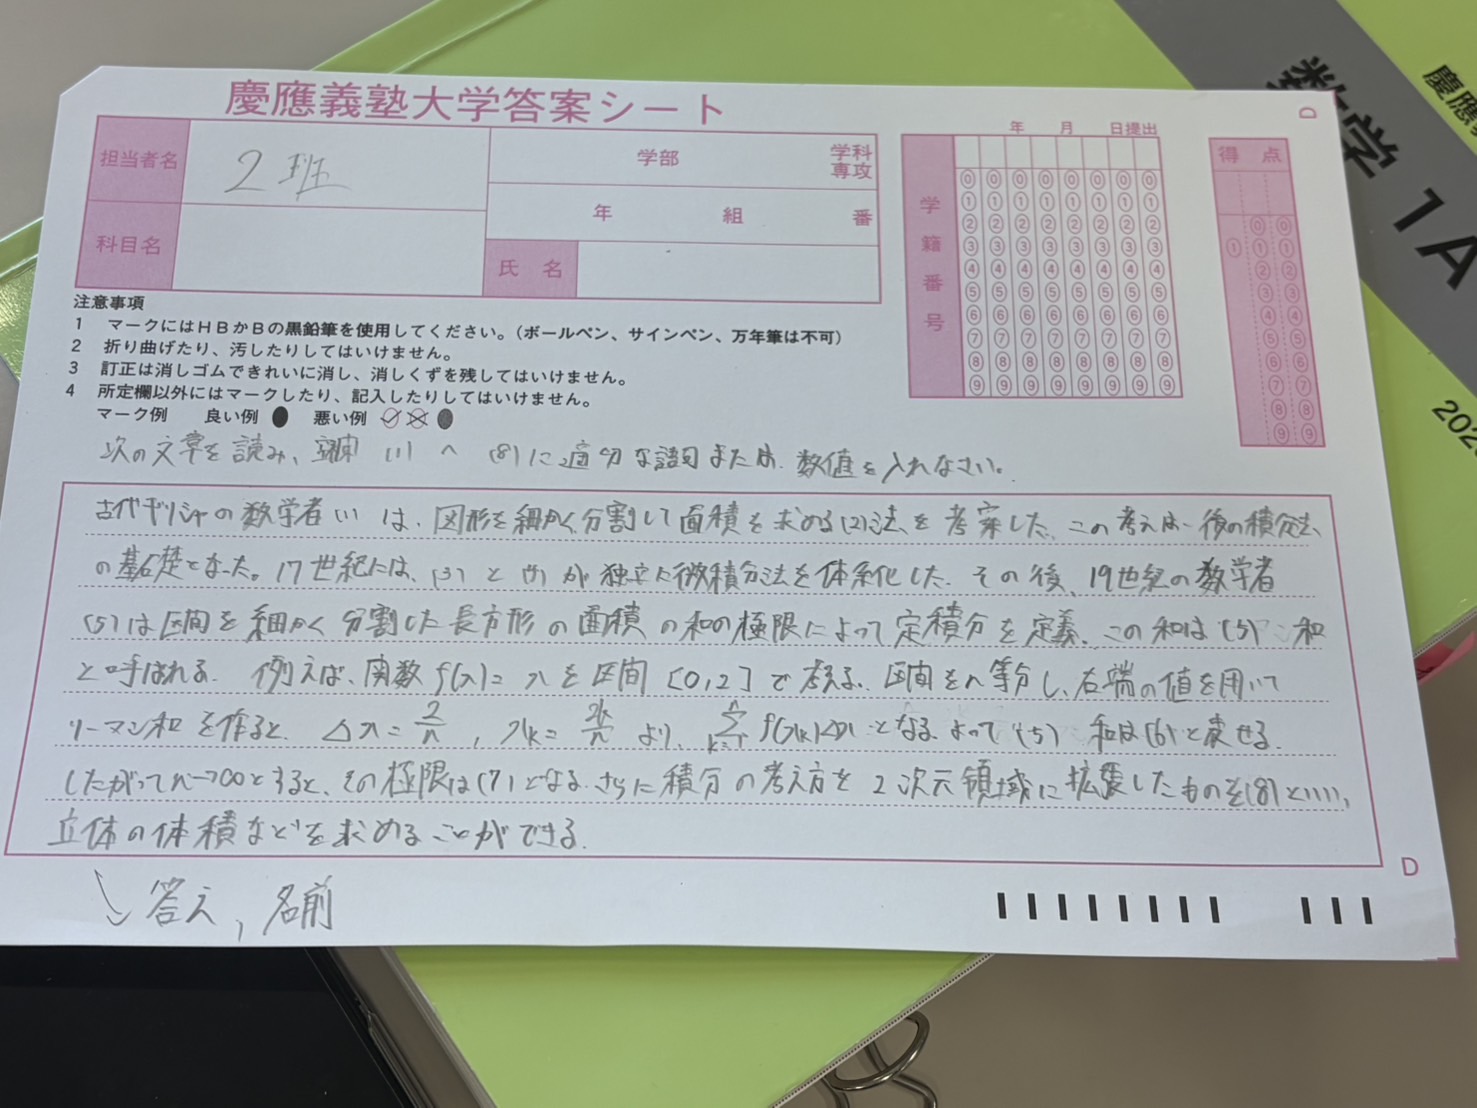 慶應義塾大学答案シート
担当者名
2班
科目名
学部
学科
専攻
年 組 番
氏 名
年 月 日提出
学籍番号
得 点
D
注意事項
1 マークにはHBかBの黒鉛筆を使用してください。(ボールペン、サインペン、万年筆は不可)
2 折り曲げたり、汚したりしてはいけません。
3 訂正は消しゴムできれいに消し、消しくずを残してはいけません。
4 所定欄以外にはマークしたり、記入したりしてはいけません。
マーク例 良い例 悪い例
次の文章を読み、空欄 (1) へ (8)に適切な語句または、数値を入れなさい。
古代ギリシャの数学者(1) は、図形を細かく分割して面積を求める(2)法を考案した。この考えは、後の積分法
の基礎となった。17世紀には、(3) と (4) が独立に微積分法を体系化した。その後、19世紀の数学者
(5)は区間を細かく分割した長方形の面積の和の極限によって定積分を定義。この和は(5) 和
と呼ばれる。例えば、関数 f(x)= x を区間 [0,2] で考える。区間をn等分し、右端の値を用いて
リーマン和を作ると、Δx= 2/n , xk= 2k/n より、Σ f(xk)Δx となる よって (5) 和は(6)と表せる。
したがってn→∞とすると、その極限は(7)となる。さらに積分の考え方を2次元領域に拡張したものを(8)といい、
立体の体積などを求めることができる。
答え, 名前
D
数学 1A
慶應
202